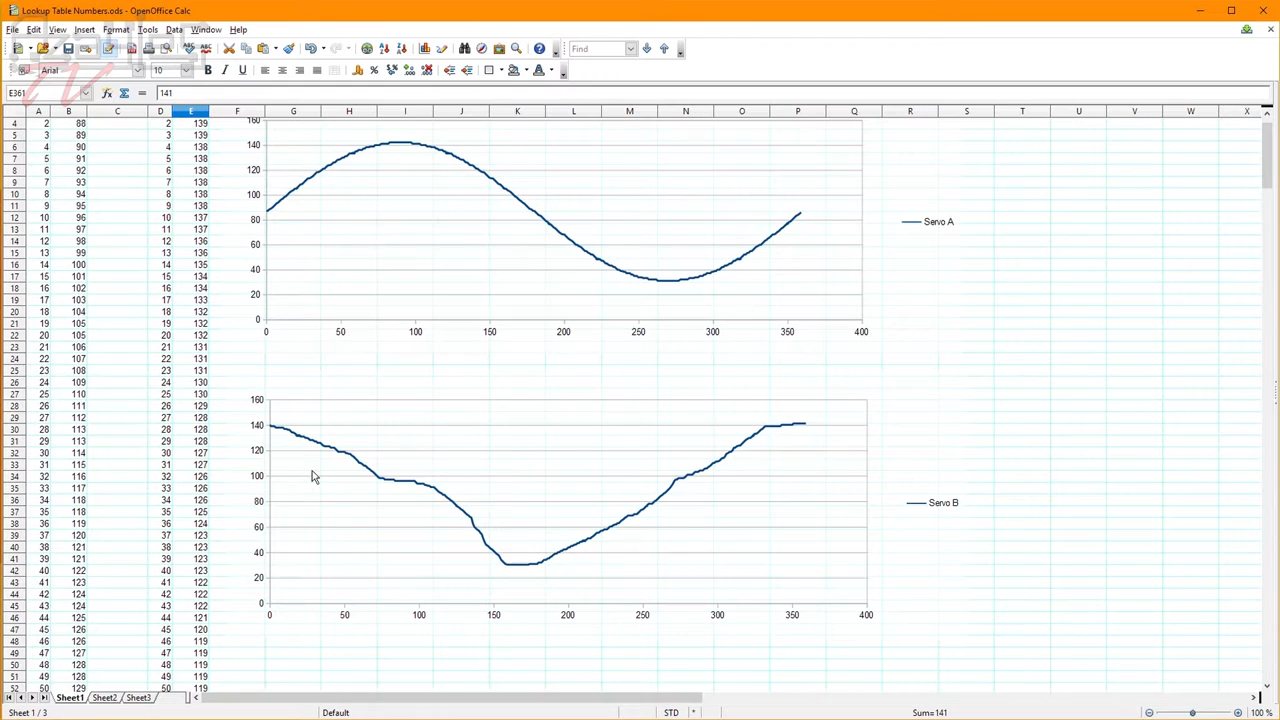 Lookup Table Numbers.ods - OpenOffice Calc
File Edit View Insert Format Tools Data Window Help
Find
Arial 10 B I U
E361 141
A B C D E F G H I J K L M N O P Q R S T U V W X
4 2 88 2 139
5 3 89 3 139
6 4 90 4 138
7 5 91 5 138
8 6 92 6 138
9 7 93 7 138
10 8 94 8 138
11 9 95 9 138
12 10 96 10 137
13 11 97 11 137
14 12 98 12 136
15 13 99 13 136
16 14 100 14 135
17 15 101 15 134
18 16 102 16 134
19 17 103 17 133
20 18 104 18 132
21 19 105 19 132
22 20 105 20 132
23 21 106 21 131
24 22 107 22 131
25 23 108 23 131
26 24 109 24 130
27 25 110 25 130
28 26 111 26 129
29 27 112 27 128
30 28 113 28 128
31 29 113 29 128
32 30 114 30 127
33 31 115 31 127
34 32 116 32 126
35 33 117 33 126
36 34 118 34 126
37 35 118 35 125
38 36 119 36 124
39 37 120 37 123
40 38 121 38 123
41 39 121 39 123
42 40 122 40 122
43 41 123 41 122
44 42 124 42 122
45 43 124 43 122
46 44 125 44 121
47 45 126 45 120
48 46 127 46 119
49 47 128 47 119
50 48 128 48 119
51 49 128 49 119
52 50 129 50 119
160
140
120
100
80
60
40
20
0
0 50 100 150 200 250 300 350 400
Servo A
160
140
120
100
80
60
40
20
0
0 50 100 150 200 250 300 350 400
Servo B
Sheet1 Sheet2 Sheet3
Sheet 1 / 3 Default STD * Sum=141 100 %